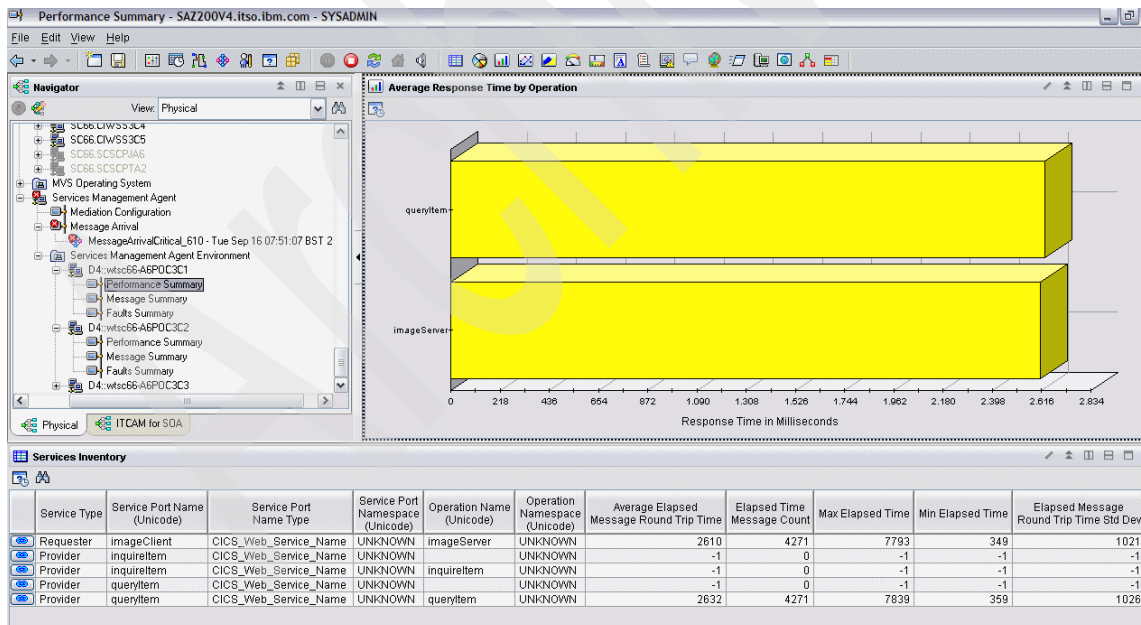 Performance Summary - SAZ200V4.itso.ibm.com - SYSADMIN
File Edit View Help
Navigator
View: Physical
SC66.CIWSS3C4
SC66.CIWSS3C5
SC66.SCSCPJA6
SC66.SCSCPTA2
MVS Operating System
Services Management Agent
Mediation Configuration
Message Arrival
MessageArrivalCritical_610 - Tue Sep 16 07:51:07 BST 2
Services Management Agent Environment
D4::wtsc66-A6POC3C1
Performance Summary
Message Summary
Faults Summary
D4::wtsc66-A6POC3C2
Performance Summary
Message Summary
Faults Summary
D4::wtsc66-A6POC3C3
Physical ITCAM for SOA
Average Response Time by Operation
queryItem
imageServer
0 218 436 654 872 1.090 1.308 1.526 1.744 1.962 2.180 2.398 2.616 2.834
Response Time in Milliseconds
Services Inventory
Service Type Service Port Name (Unicode) Service Port Name Type Service Port Namespace (Unicode) Operation Name (Unicode) Operation Namespace (Unicode) Average Elapsed Message Round Trip Time Elapsed Time Message Count Max Elapsed Time Min Elapsed Time Elapsed Message Round Trip Time Std Dev
Requester imageClient CICS_Web_Service_Name UNKNOWN imageServer UNKNOWN 2610 4271 7793 349 1021
Provider inquireItem CICS_Web_Service_Name UNKNOWN UNKNOWN -1 0 -1 -1 -1
Provider inquireItem CICS_Web_Service_Name UNKNOWN inquireItem UNKNOWN -1 0 -1 -1 -1
Provider queryItem CICS_Web_Service_Name UNKNOWN UNKNOWN -1 0 -1 -1 -1
Provider queryItem CICS_Web_Service_Name UNKNOWN queryItem UNKNOWN 2632 4271 7839 359 1026